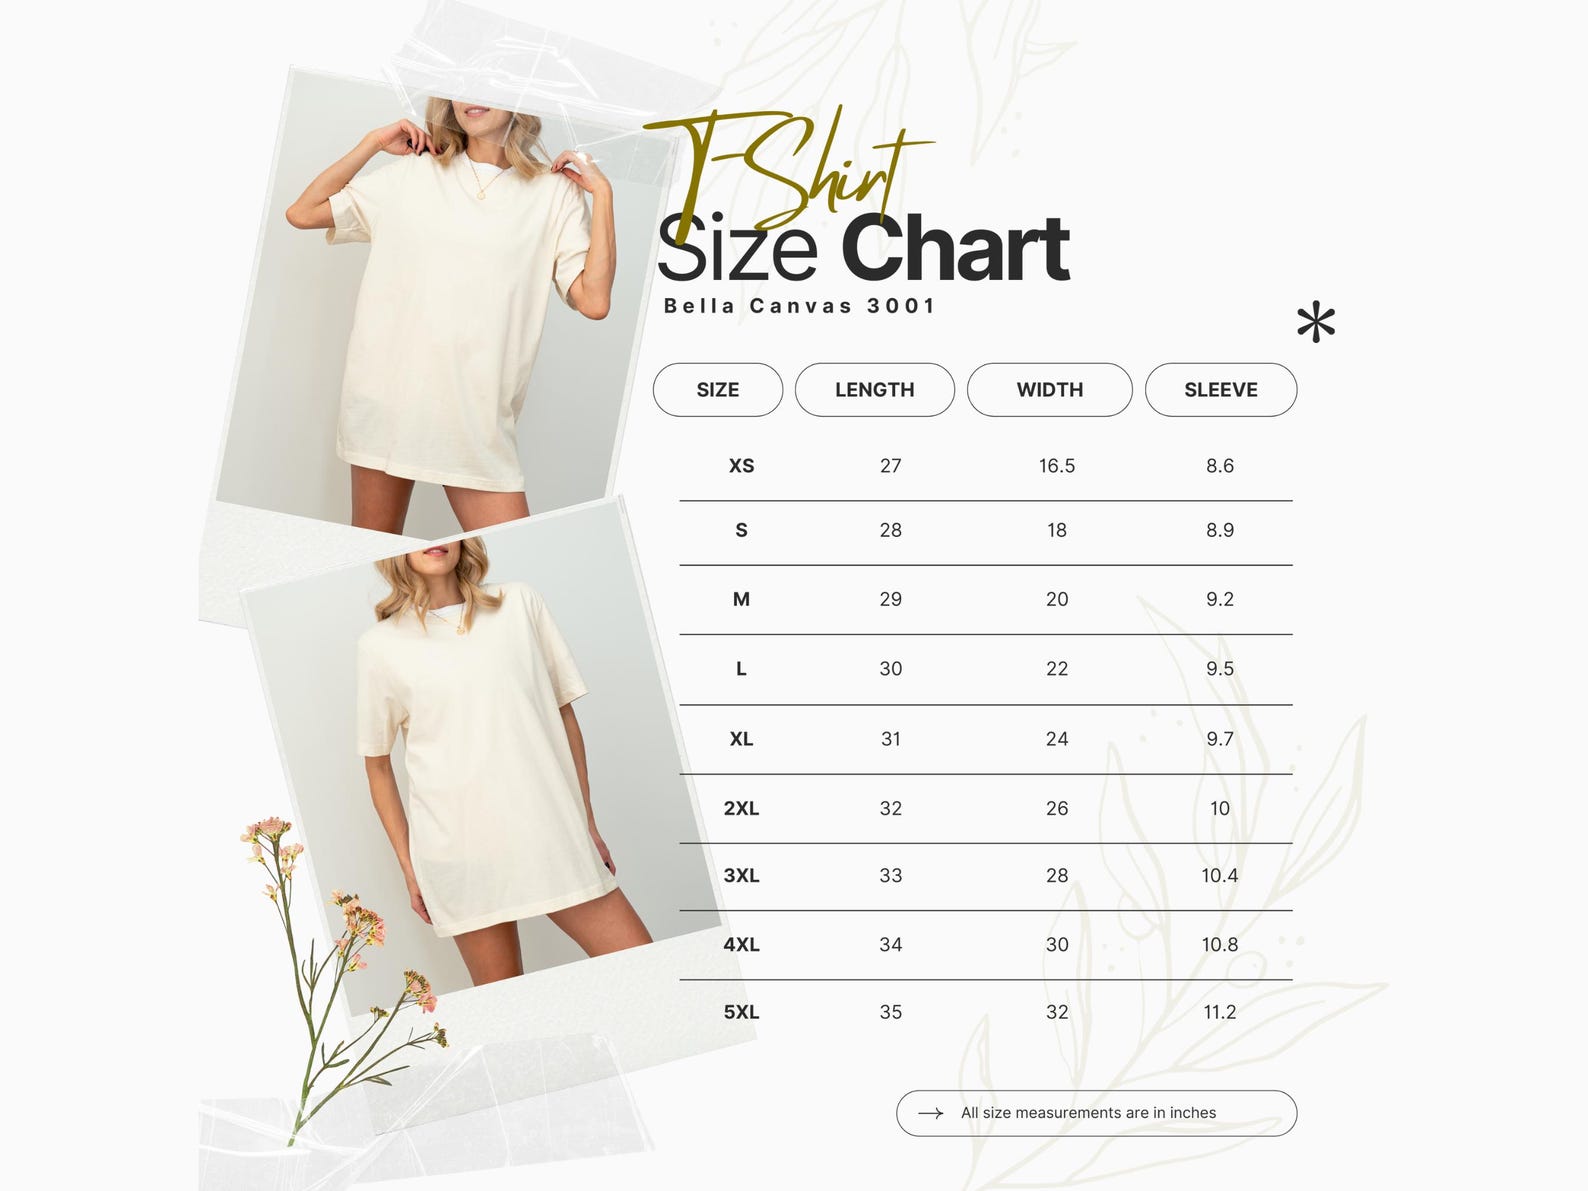 T-Shirt
Size Chart
Bella Canvas 3001
*
SIZE LENGTH WIDTH SLEEVE
XS 27 16.5 8.6
S 28 18 8.9
M 29 20 9.2
L 30 22 9.5
XL 31 24 9.7
2XL 32 26 10
3XL 33 28 10.4
4XL 34 30 10.8
5XL 35 32 11.2
→ All size measurements are in inches